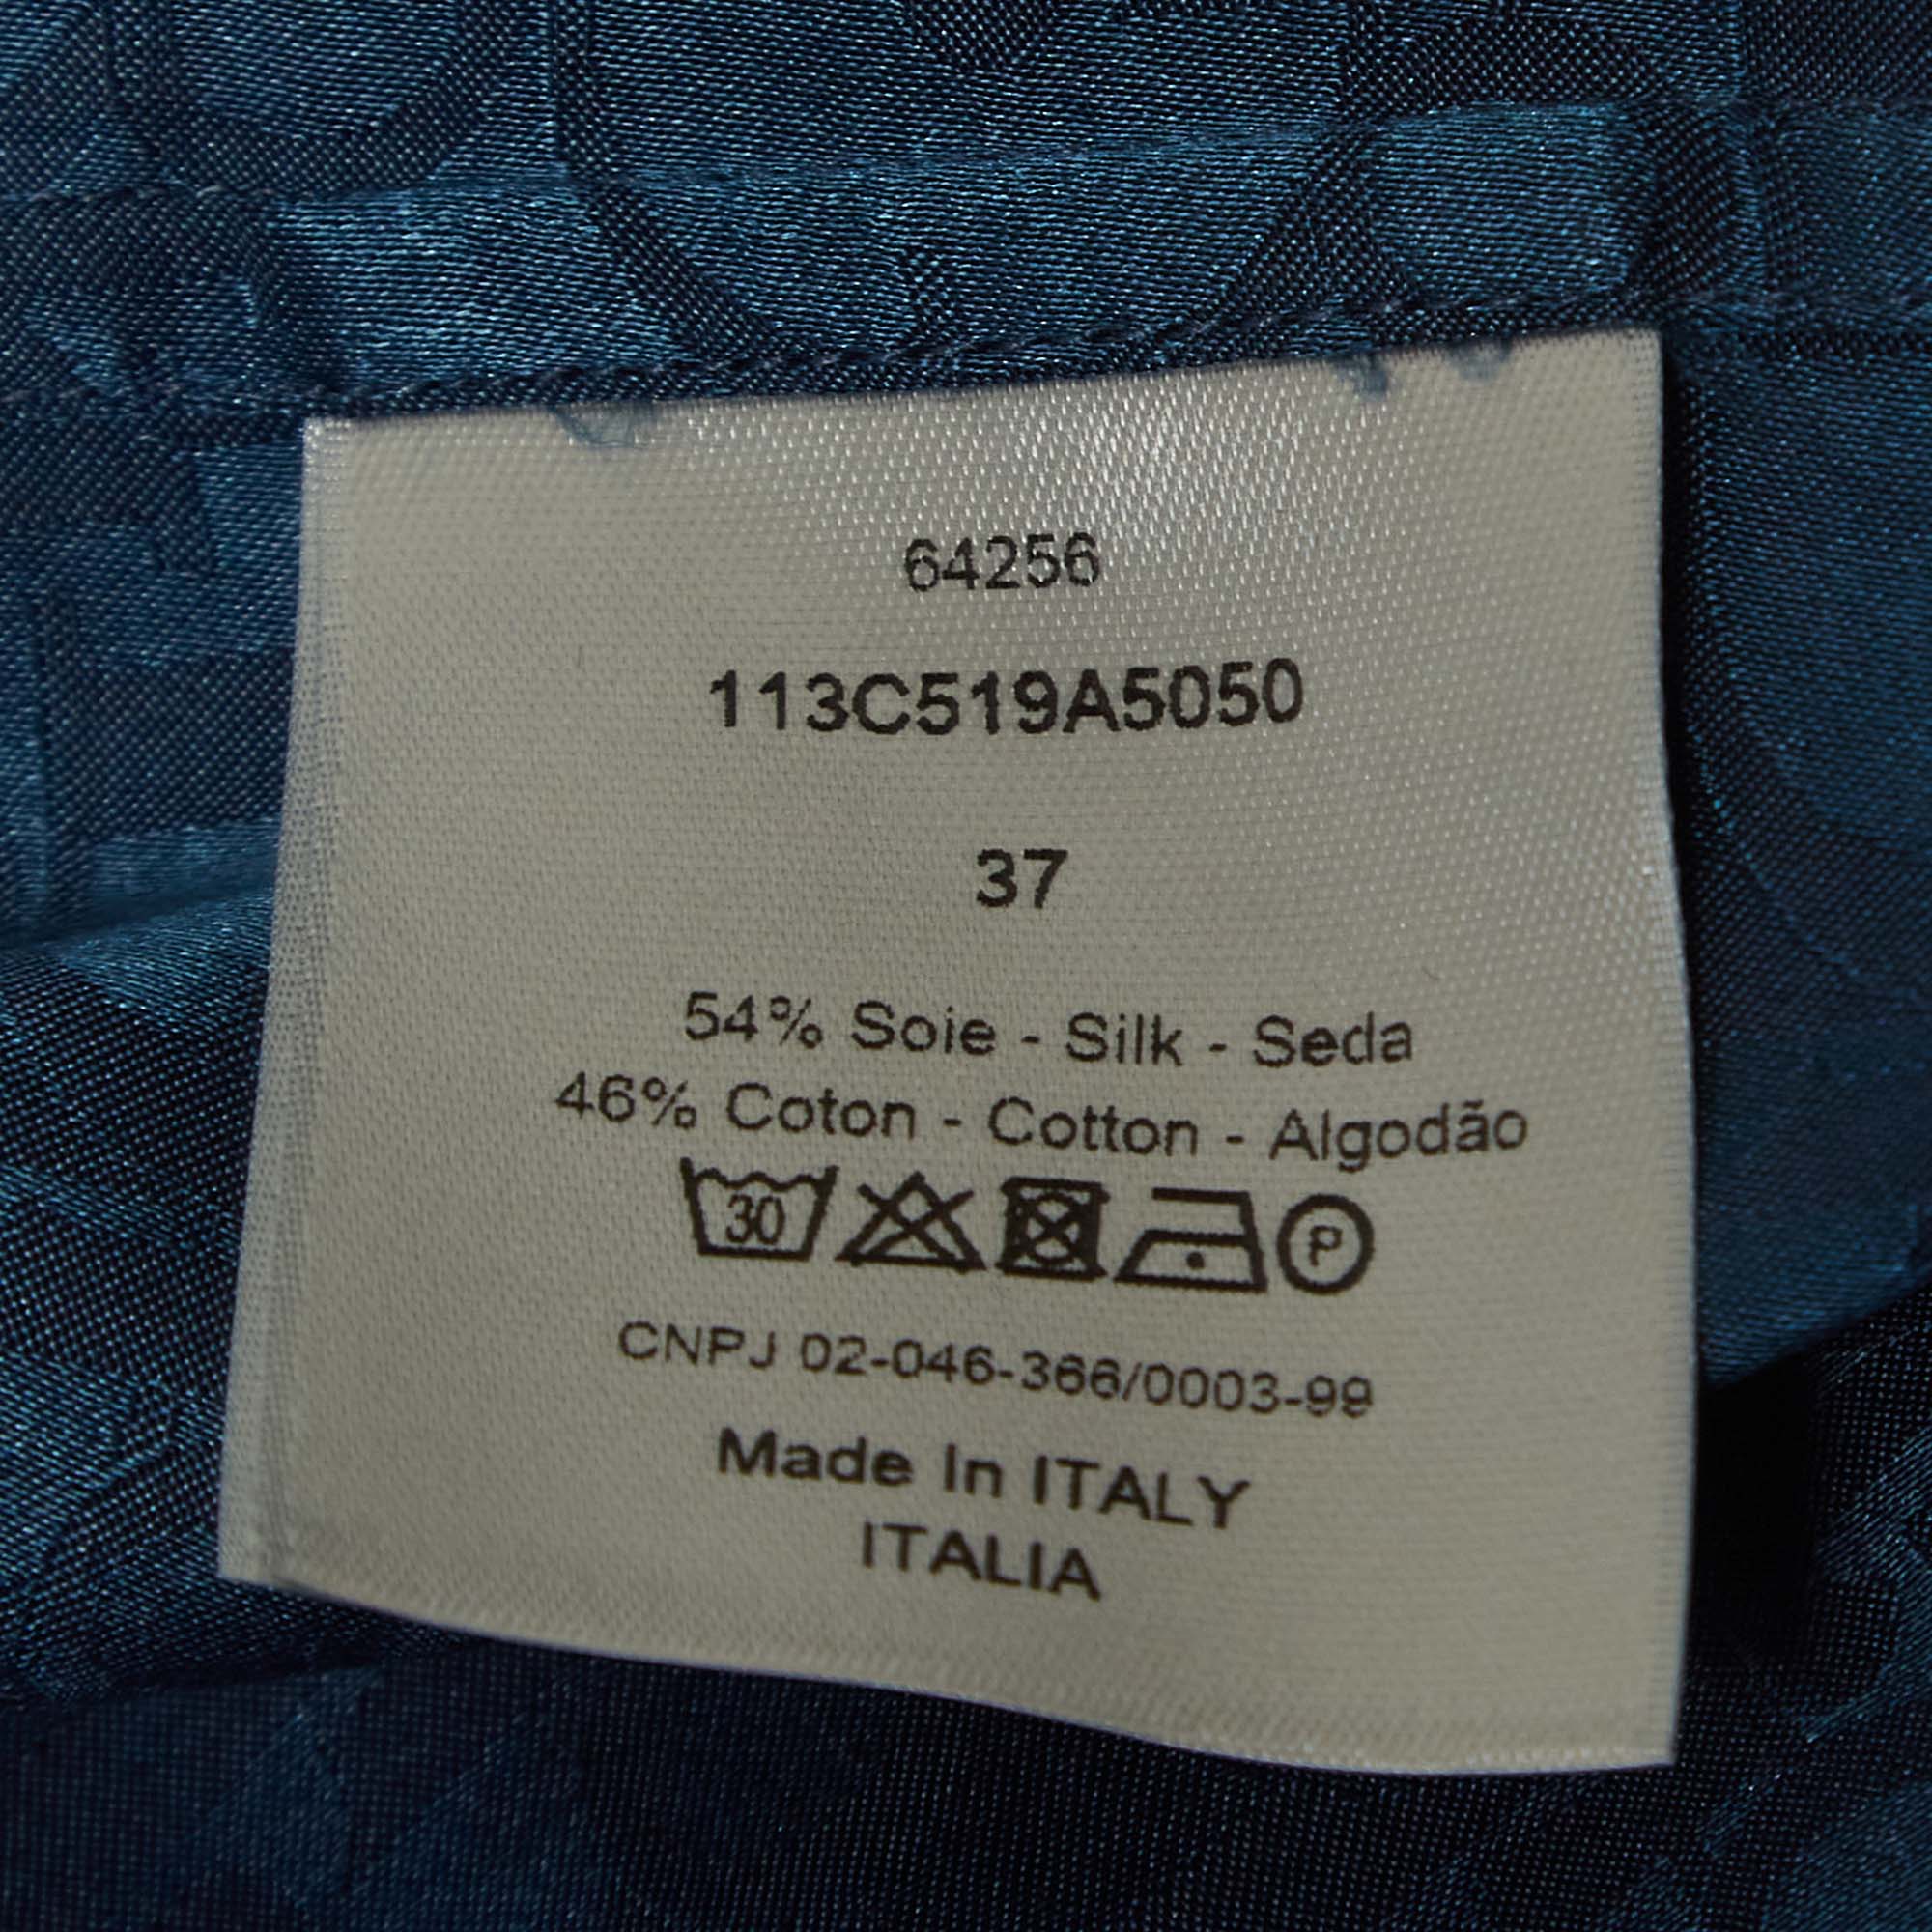 64256
113C519A5050
37
54% Soie - Silk - Seda
46% Coton - Cotton - Algodão
30 P
CNPJ 02-046-366/0003-99
Made In ITALY
ITALIA